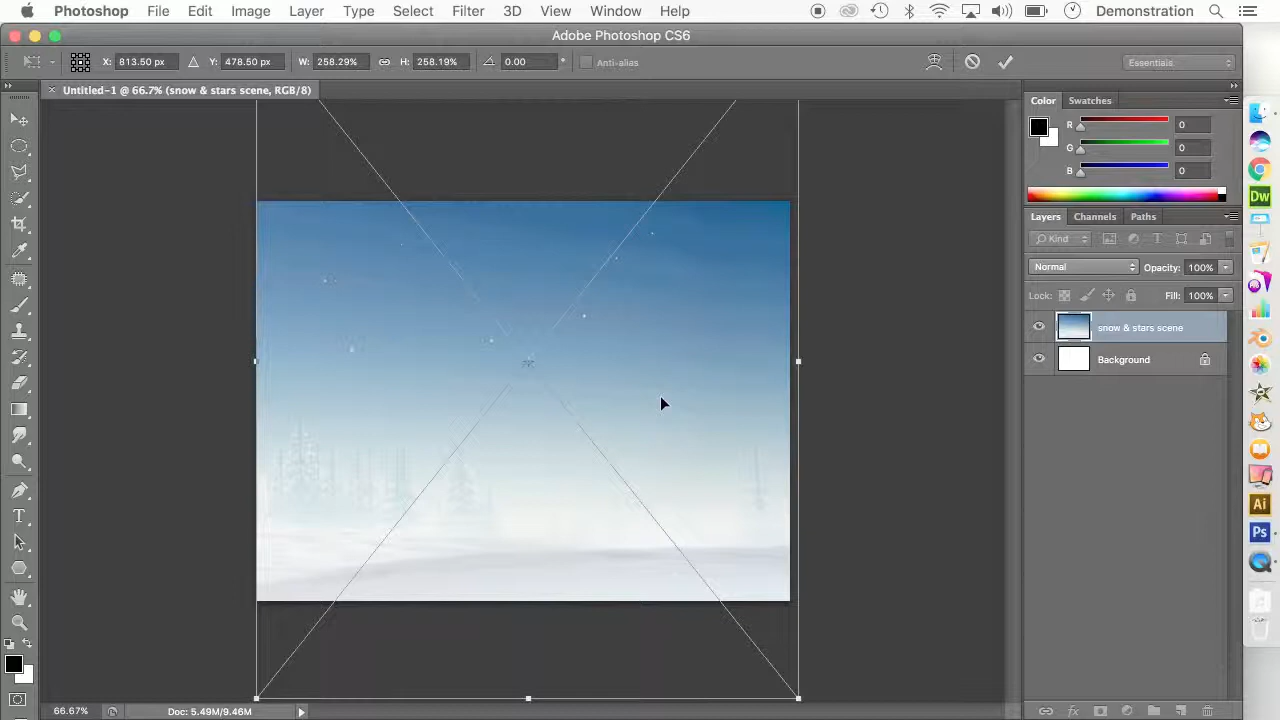 Photoshop File Edit Image Layer Type Select Filter 3D View Window Help Demonstration
Adobe Photoshop CS6
X: 813.50 px Y: 478.50 px W: 258.29% H: 258.19% 0.00 ° Anti-alias Essentials
× Untitled-1 @ 66.7% (snow & stars scene, RGB/8)
Color Swatches
R 0
G 0
B 0
Layers Channels Paths
Kind
Normal Opacity: 100%
Lock: Fill: 100%
snow & stars scene
Background
Dw
Ai
Ps
T
66.67% Doc: 5.49M/9.46M